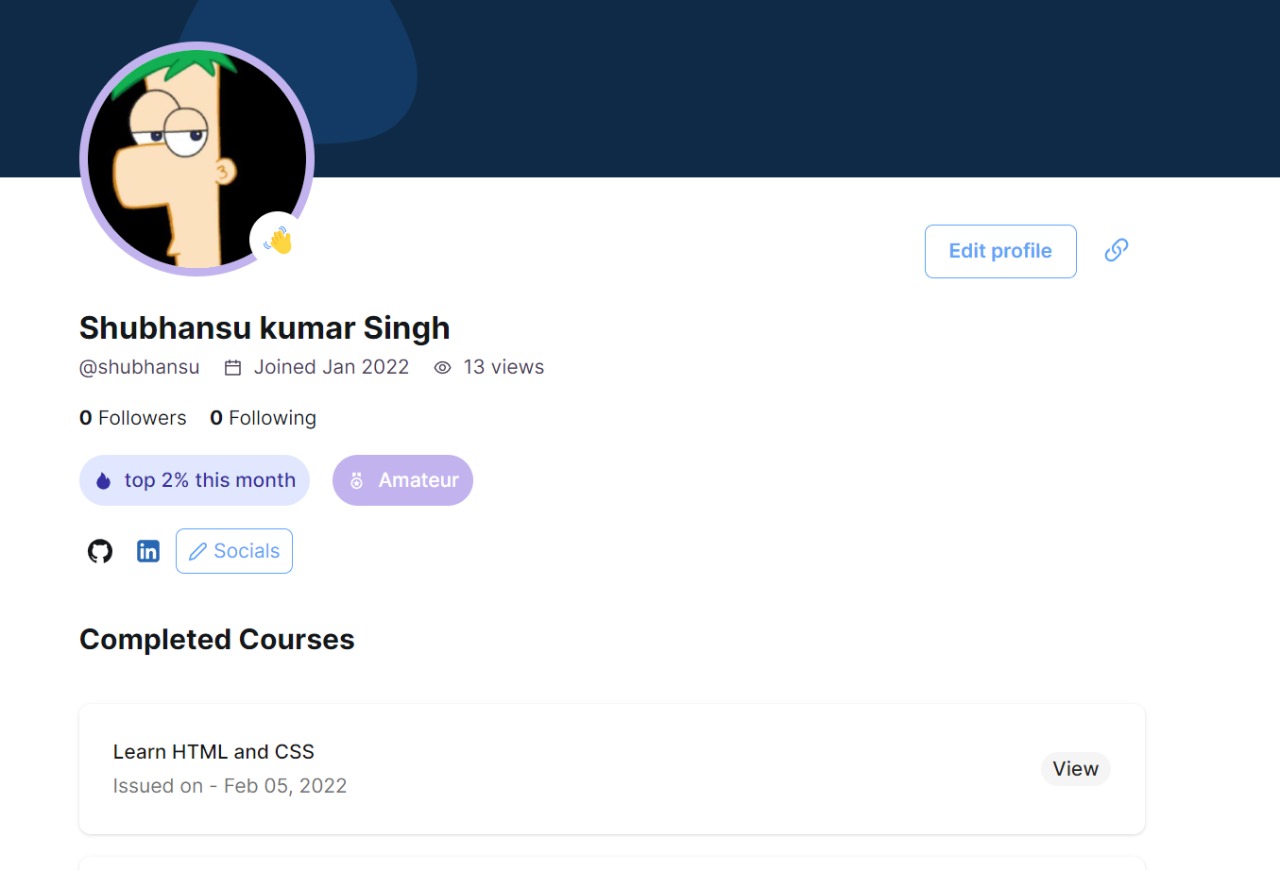 Edit profile
Shubhansu kumar Singh
@shubhansu Joined Jan 2022 13 views
0 Followers 0 Following
top 2% this month Amateur
in Socials
Completed Courses
Learn HTML and CSS
Issued on - Feb 05, 2022
View